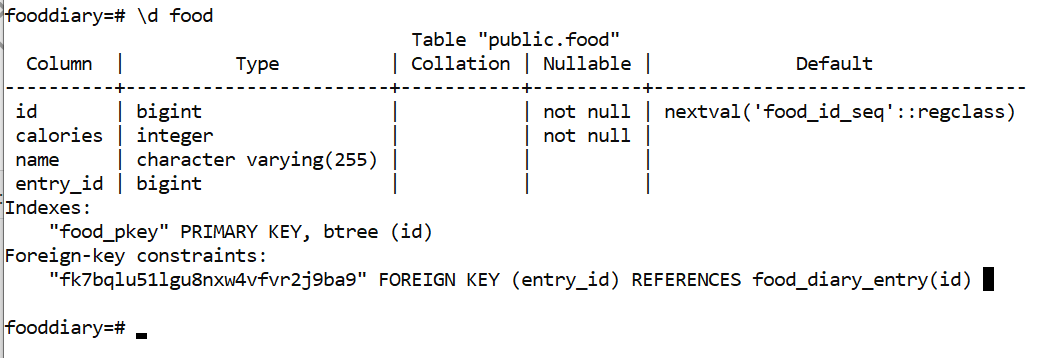 fooddiary=# \d food
Table "public.food"
Column | Type | Collation | Nullable | Default
----------+------------------------+-----------+----------+----------------------------------
id | bigint | | not null | nextval('food_id_seq'::regclass)
calories | integer | | not null |
name | character varying(255) | | |
entry_id | bigint | | |
Indexes:
"food_pkey" PRIMARY KEY, btree (id)
Foreign-key constraints:
"fk7bqlu51lgu8nxw4vfvr2j9ba9" FOREIGN KEY (entry_id) REFERENCES food_diary_entry(id)
fooddiary=#